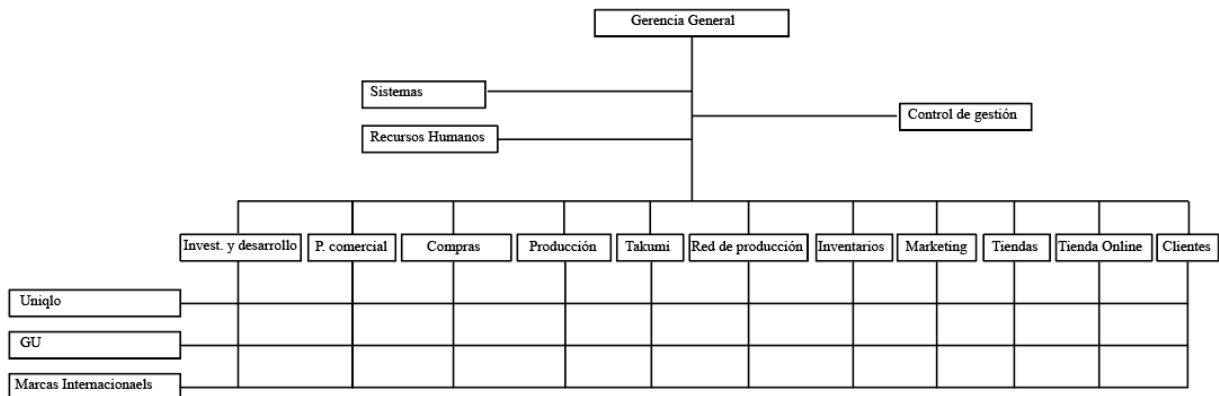 Gerencia General
Sistemas
Control de gestión
Recursos Humanos
Invest. y desarrollo
P. comercial
Compras
Producción
Takumi
Red de producción
Inventarios
Marketing
Tiendas
Tienda Online
Clientes
Uniqlo
GU
Marcas Internacionaels